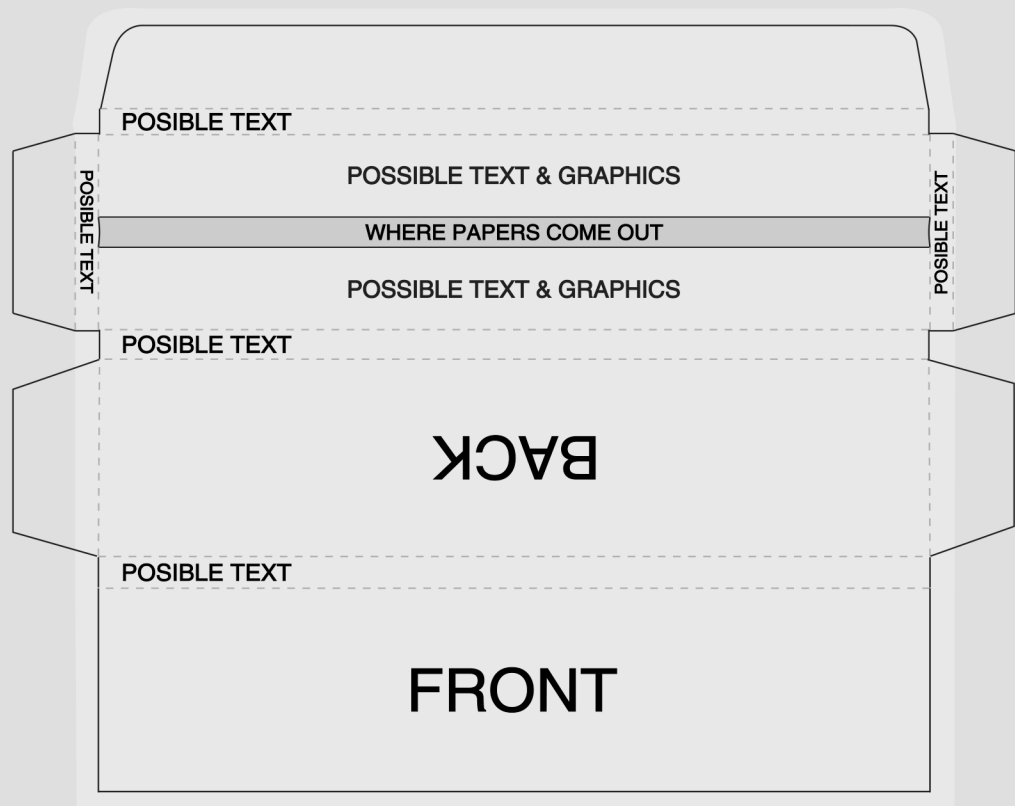 POSIBLE TEXT
POSSIBLE TEXT & GRAPHICS
POSIBLE TEXT
POSIBLE TEXT
WHERE PAPERS COME OUT
POSSIBLE TEXT & GRAPHICS
POSIBLE TEXT
BACK
POSIBLE TEXT
FRONT